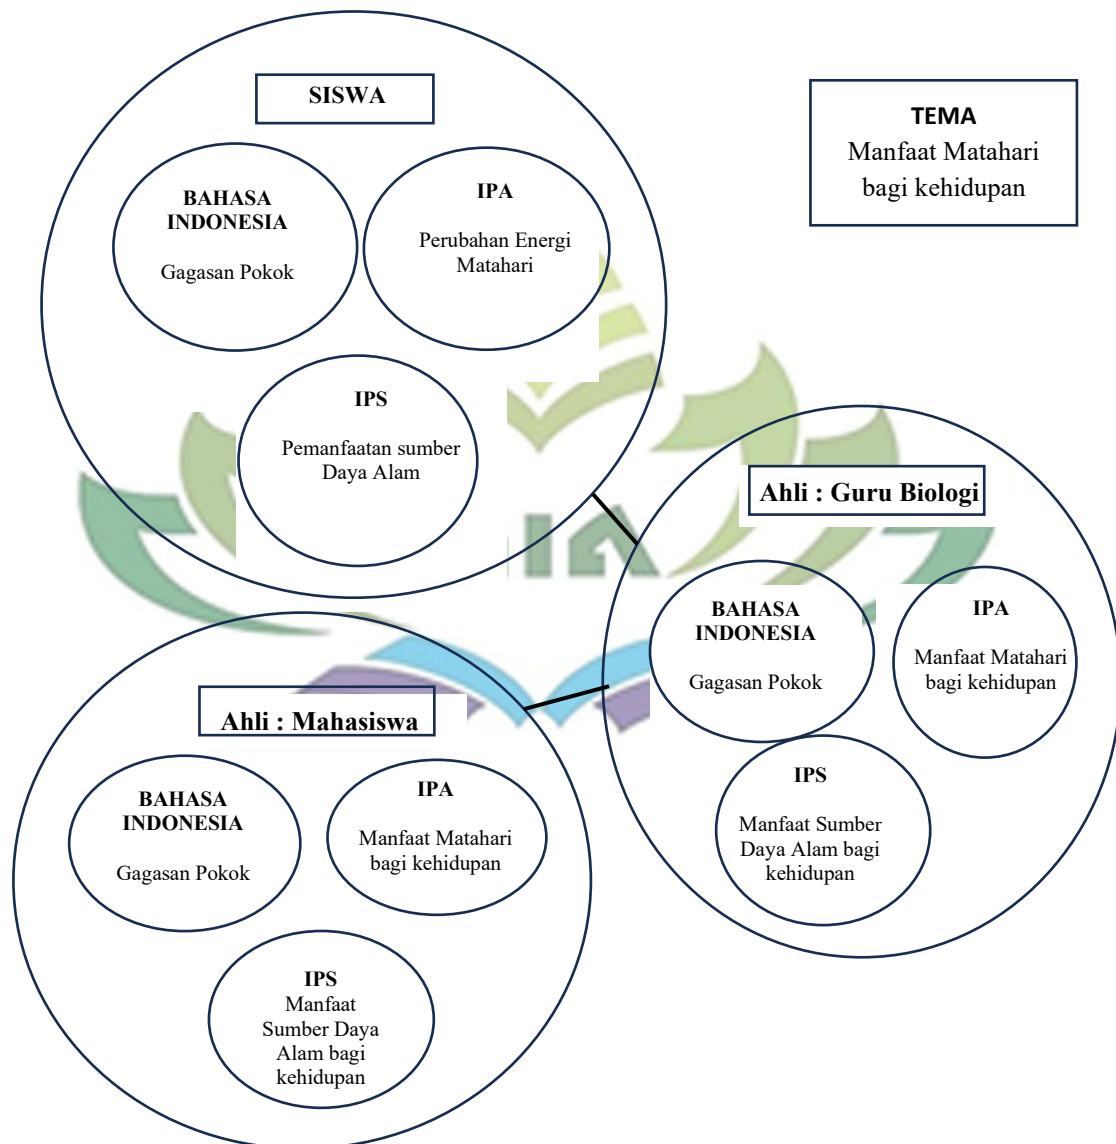 SISWA
BAHASA
INDONESIA
Gagasan Pokok
IPA
Perubahan Energi
Matahari
IPS
Pemanfaatan sumber
Daya Alam
TEMA
Manfaat Matahari
bagi kehidupan
Ahli : Guru Biologi
BAHASA
INDONESIA
Gagasan Pokok
IPA
Manfaat Matahari
bagi kehidupan
IPS
Manfaat Sumber
Daya Alam bagi
kehidupan
Ahli : Mahasiswa
BAHASA
INDONESIA
Gagasan Pokok
IPA
Manfaat Matahari
bagi kehidupan
IPS
Manfaat
Sumber Daya
Alam bagi
kehidupan